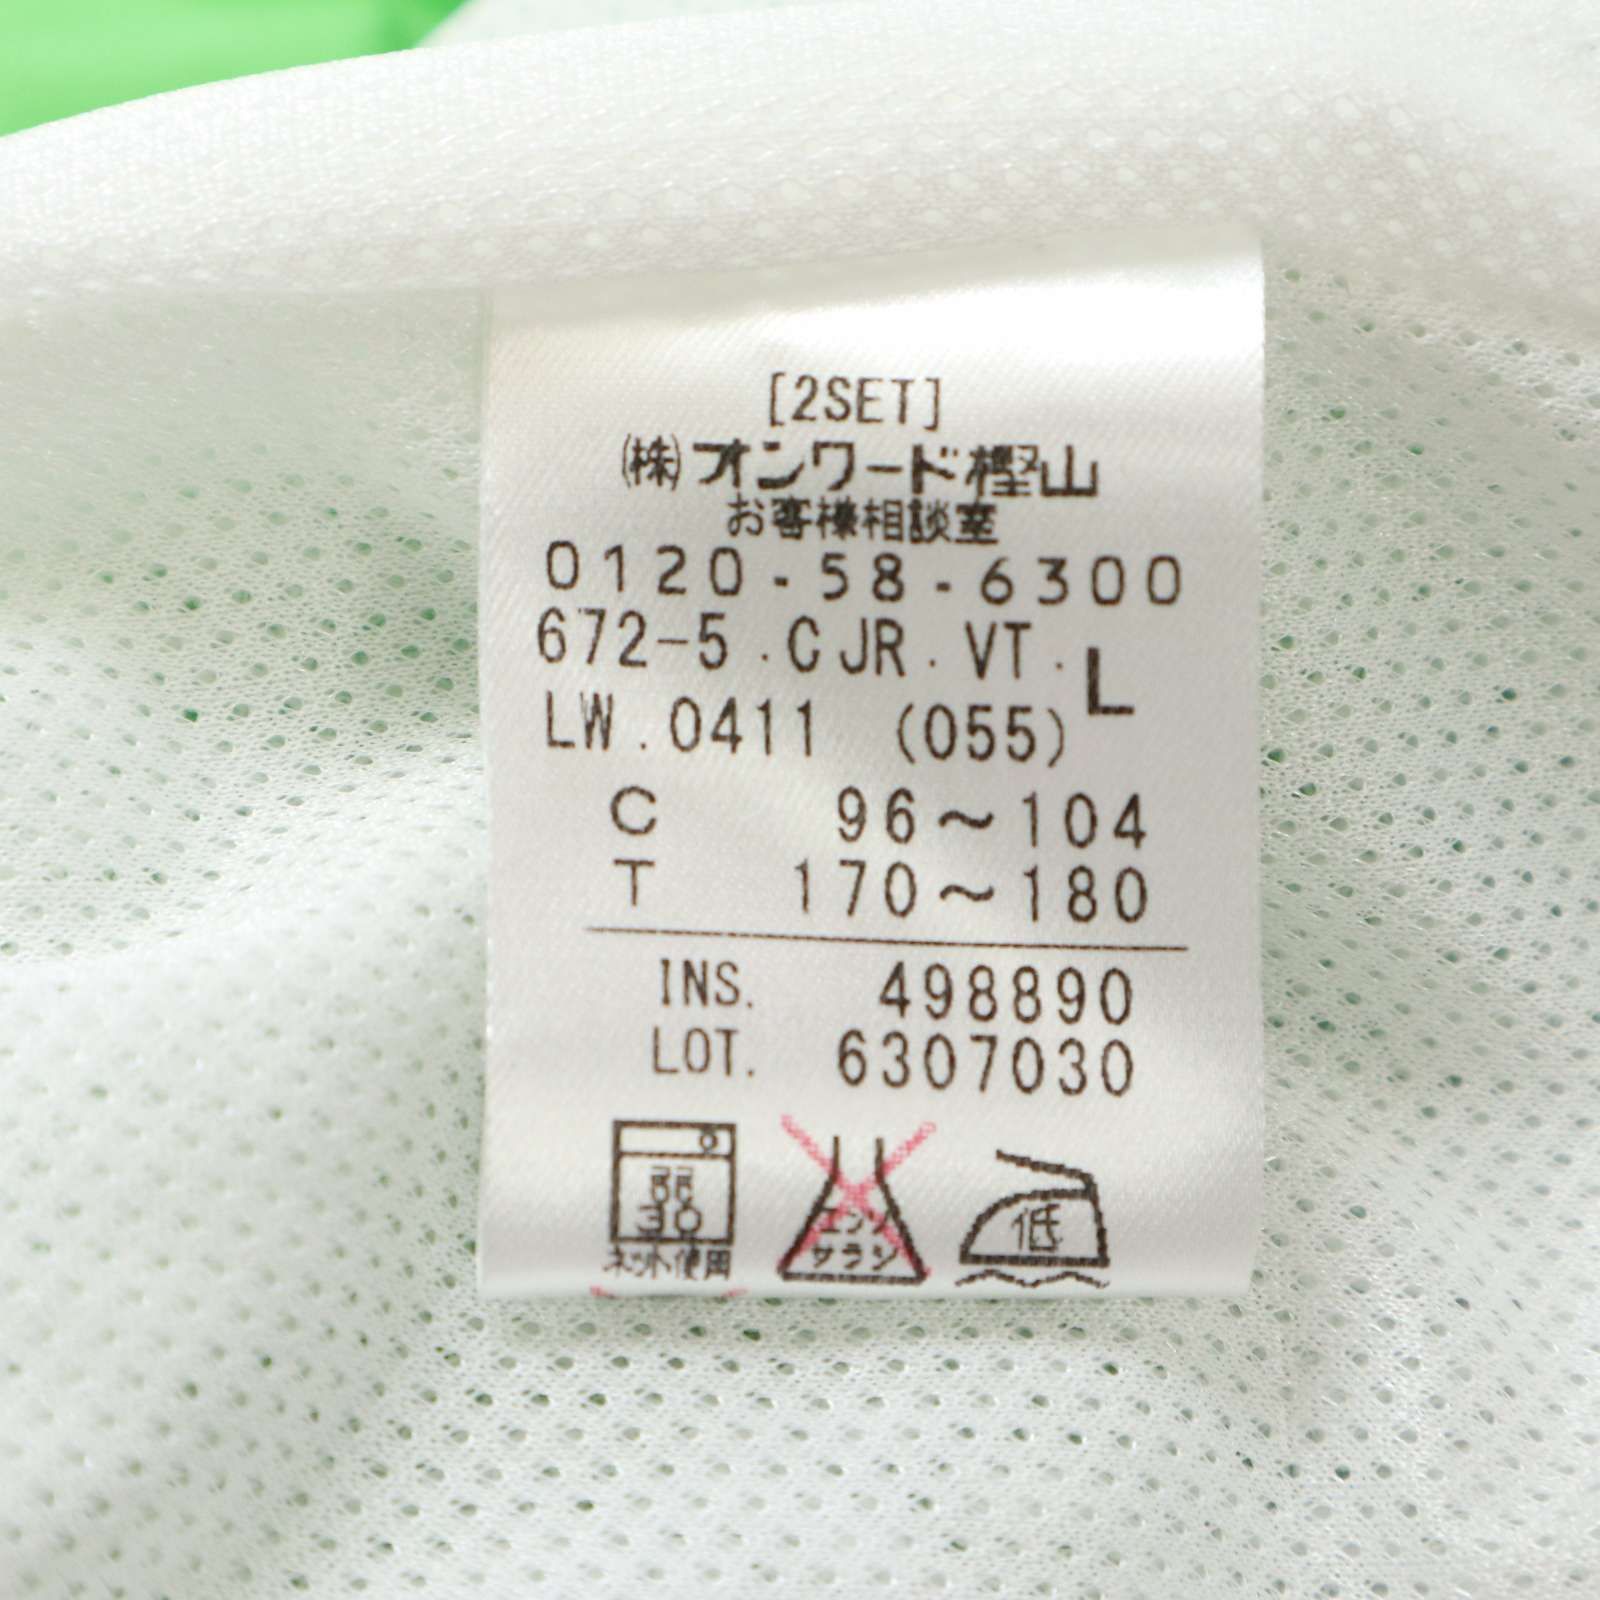 [2SET]
㈱オンワード樫山
お客様相談室
0120-58-6300
672-5.CJR.VT.
L
LW.0411 (055)
C 96~104
T 170~180
INS. 498890
LOT. 6307030
弱
30
ネット使用
エンソ
サラシ
低